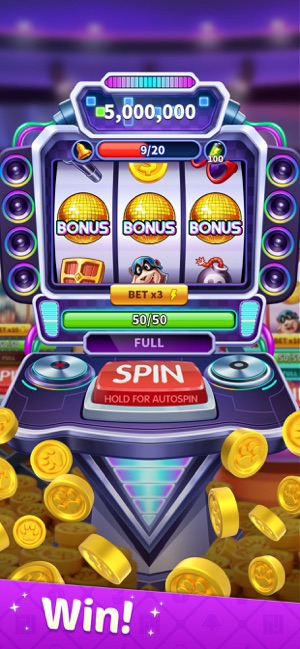 5,000,000
9/20
100
BONUS BONUS BONUS
BET x3
50/50
FULL
SPIN
HOLD FOR AUTOSPIN
Win!